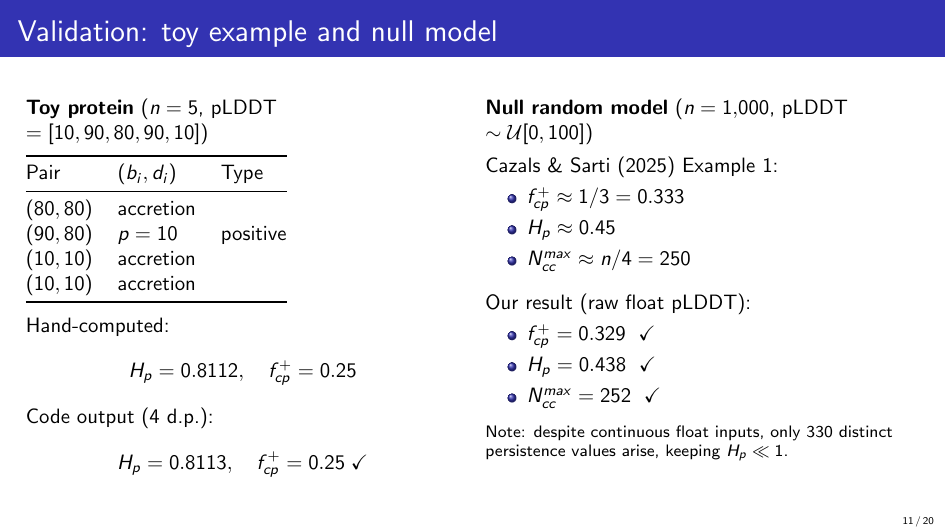 Validation: toy example and null model
Toy protein (n = 5, pLDDT
= [10, 90, 80, 90, 10])
Pair (b_i, d_i) Type
(80, 80) accretion
(90, 80) p = 10 positive
(10, 10) accretion
(10, 10) accretion
Hand-computed:
H_p = 0.8112, f_cp^+ = 0.25
Code output (4 d.p.):
H_p = 0.8113, f_cp^+ = 0.25 ✓
Null random model (n = 1,000, pLDDT
∼ U[0, 100])
Cazals & Sarti (2025) Example 1:
f_cp^+ ≈ 1/3 = 0.333
H_p ≈ 0.45
N_cc^max ≈ n/4 = 250
Our result (raw float pLDDT):
f_cp^+ = 0.329 ✓
H_p = 0.438 ✓
N_cc^max = 252 ✓
Note: despite continuous float inputs, only 330 distinct
persistence values arise, keeping H_p ≪ 1.
11 / 20